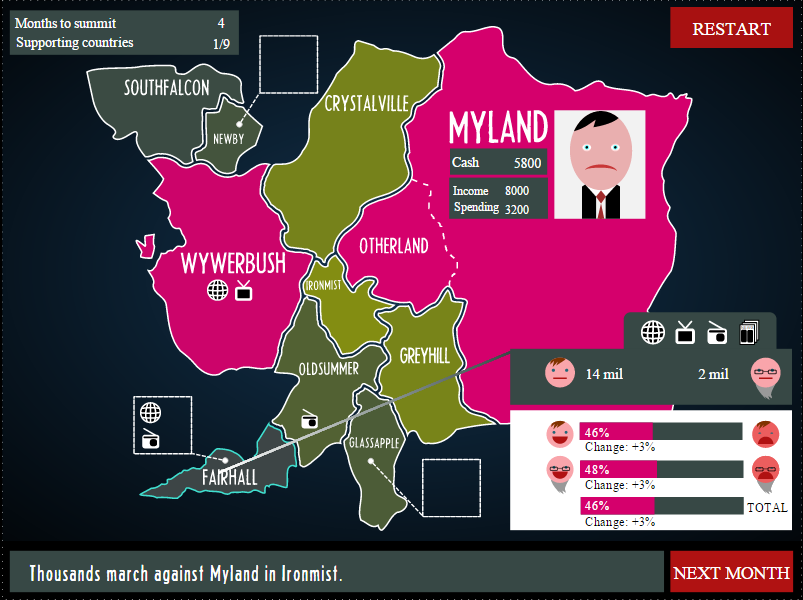 Months to summit 4
Supporting countries 1/9
RESTART
SOUTHFALCON
NEWBY
CRYSTALVILLE
MYLAND
Cash 5800
Income 8000
Spending 3200
OTHERLAND
WYWERBUSH
IRONMIST
OLDSUMMER
GREYHILL
GLASSAPPLE
FAIRHALL
14 mil 2 mil
46%
Change: +3%
48%
Change: +3%
46% TOTAL
Change: +3%
Thousands march against Myland in Ironmist.
NEXT MONTH